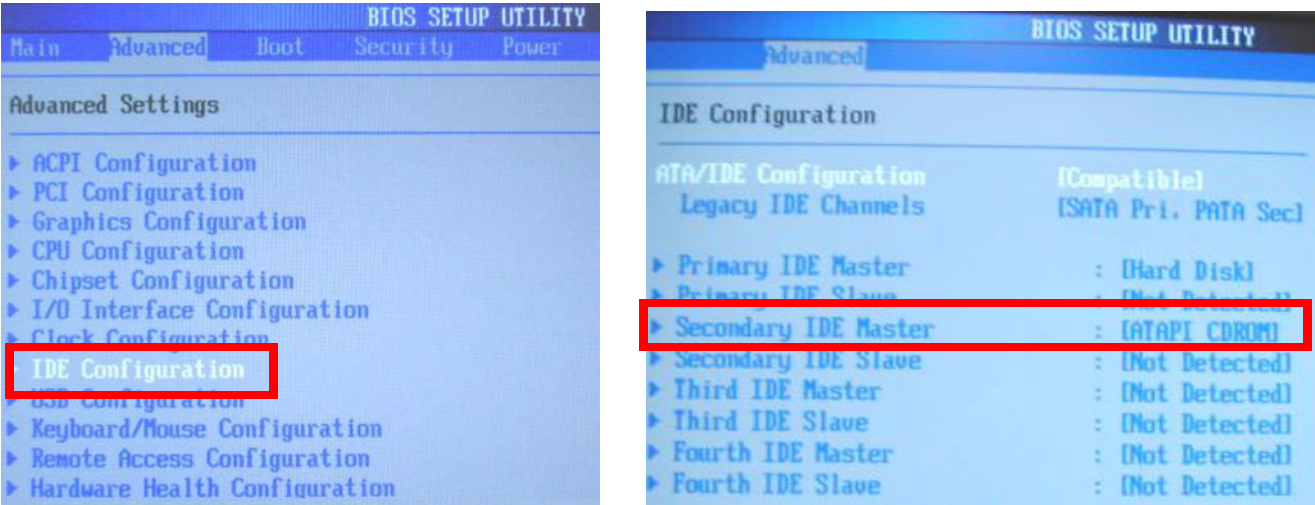 BIOS SETUP UTILITY
Main Advanced Boot Security Power
Advanced Settings
ACPI Configuration
PCI Configuration
Graphics Configuration
CPU Configuration
Chipset Configuration
I/O Interface Configuration
Clock Configuration
IDE Configuration
USB Configuration
Keyboard/Mouse Configuration
Remote Access Configuration
Hardware Health Configuration
BIOS SETUP UTILITY
Advanced
IDE Configuration
ATA/IDE Configuration [Compatible]
Legacy IDE Channels [SATA Pri, PATA Sec]
Primary IDE Master : [Hard Disk]
Primary IDE Slave : [Not Detected]
Secondary IDE Master : [ATAPI CDROM]
Secondary IDE Slave : [Not Detected]
Third IDE Master : [Not Detected]
Third IDE Slave : [Not Detected]
Fourth IDE Master : [Not Detected]
Fourth IDE Slave : [Not Detected]